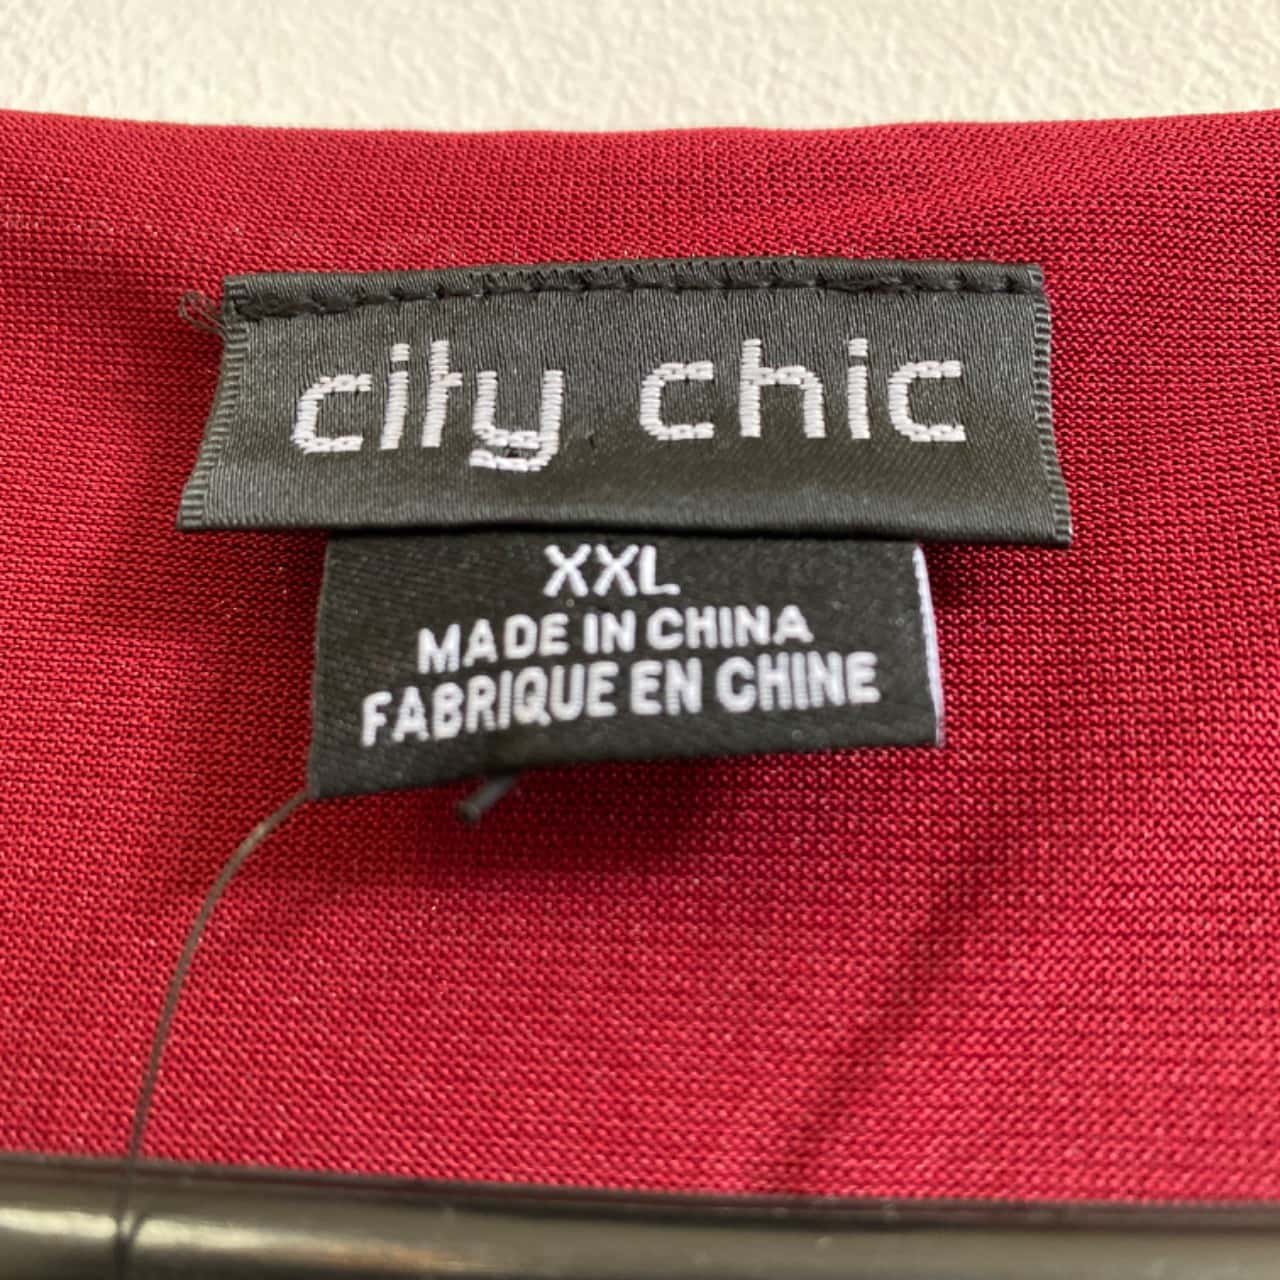 city chic
XXL
MADE IN CHINA
FABRIQUE EN CHINE